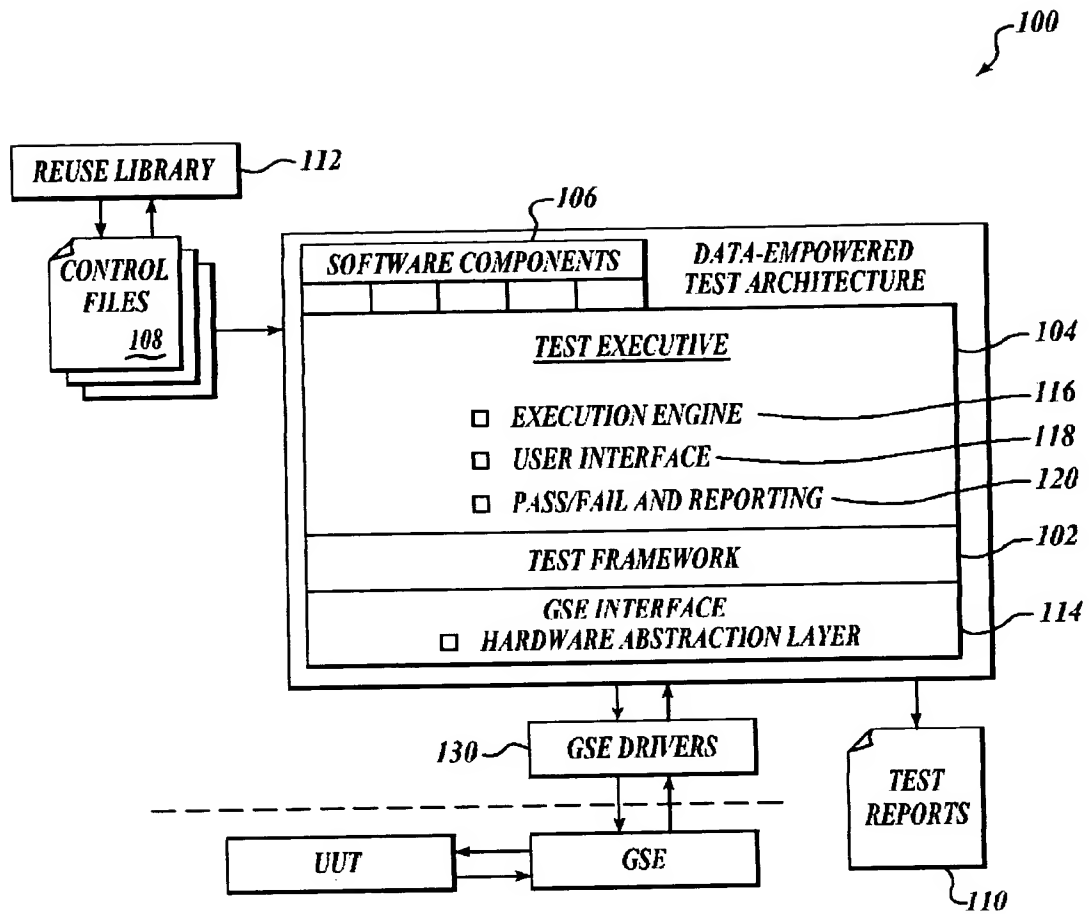 100
REUSE LIBRARY
112
106
CONTROL
FILES
108
SOFTWARE COMPONENTS
DATA-EMPOWERED
TEST ARCHITECTURE
TEST EXECUTIVE
104
EXECUTION ENGINE
116
USER INTERFACE
118
PASS/FAIL AND REPORTING
120
TEST FRAMEWORK
102
GSE INTERFACE
HARDWARE ABSTRACTION LAYER
114
130
GSE DRIVERS
TEST
REPORTS
UUT
GSE
110